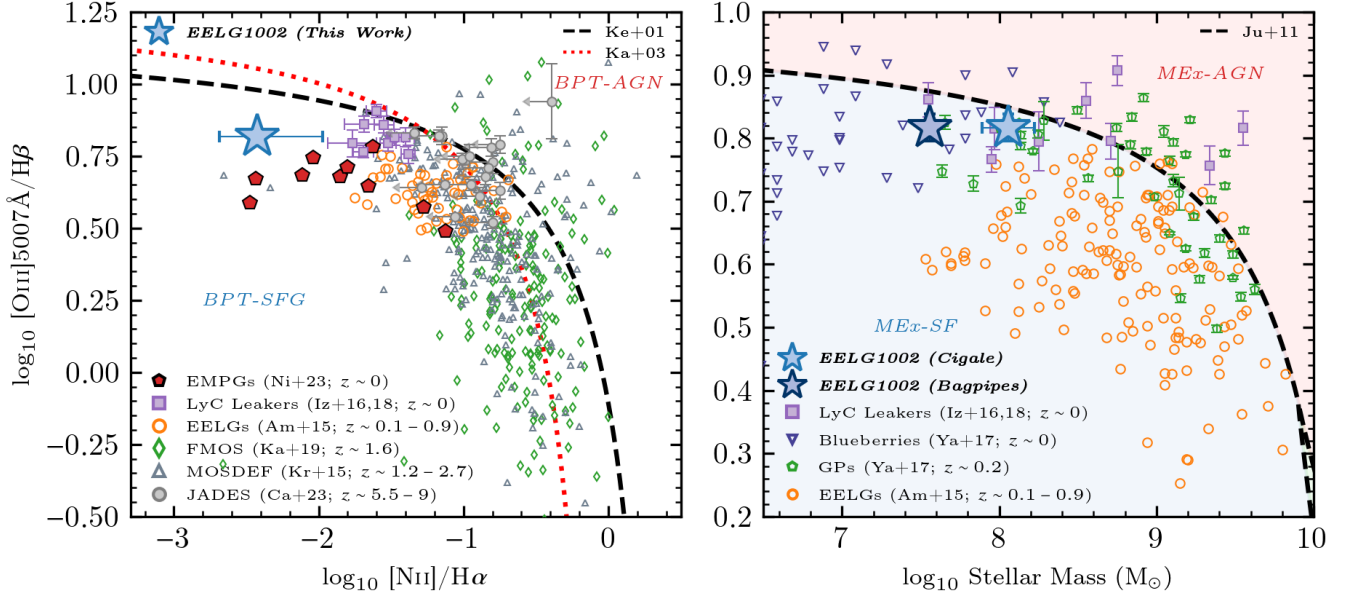 EELG1002 (This Work)
Ke+01
Ka+03
BPT-AGN
BPT-SFG
EMPGs (Ni+23; z ~ 0)
LyC Leakers (Iz+16,18; z ~ 0)
EELGs (Am+15; z ~ 0.1 − 0.9)
FMOS (Ka+19; z ~ 1.6)
MOSDEF (Kr+15; z ~ 1.2 − 2.7)
JADES (Ca+23; z ~ 5.5 − 9)
1.25
1.00
0.75
0.50
0.25
0.00
−0.25
−0.50
−3
−2
−1
0
log₁₀ [OIII]5007Å/Hβ
log₁₀ [NII]/Hα
Ju+11
MEx-AGN
MEx-SF
EELG1002 (Cigale)
EELG1002 (Bagpipes)
LyC Leakers (Iz+16,18; z ~ 0)
Blueberries (Ya+17; z ~ 0)
GPs (Ya+17; z ~ 0.2)
EELGs (Am+15; z ~ 0.1 − 0.9)
1.0
0.9
0.8
0.7
0.6
0.5
0.4
0.3
0.2
7
8
9
10
log₁₀ Stellar Mass (M⊙)